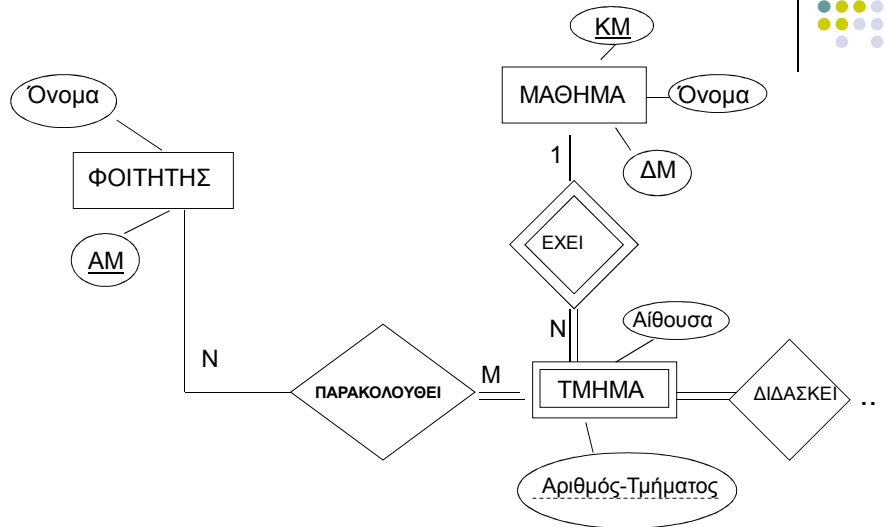 ΚΜ
ΜΑΘΗΜΑ
Όνομα
Όνομα
1
ΔΜ
ΦΟΙΤΗΤΗΣ
ΑΜ
ΕΧΕΙ
Ν
Αίθουσα
Ν
Μ
ΠΑΡΑΚΟΛΟΥΘΕΙ
ΤΜΗΜΑ
ΔΙΔΑΣΚΕΙ
..
Αριθμός-Τμήματος